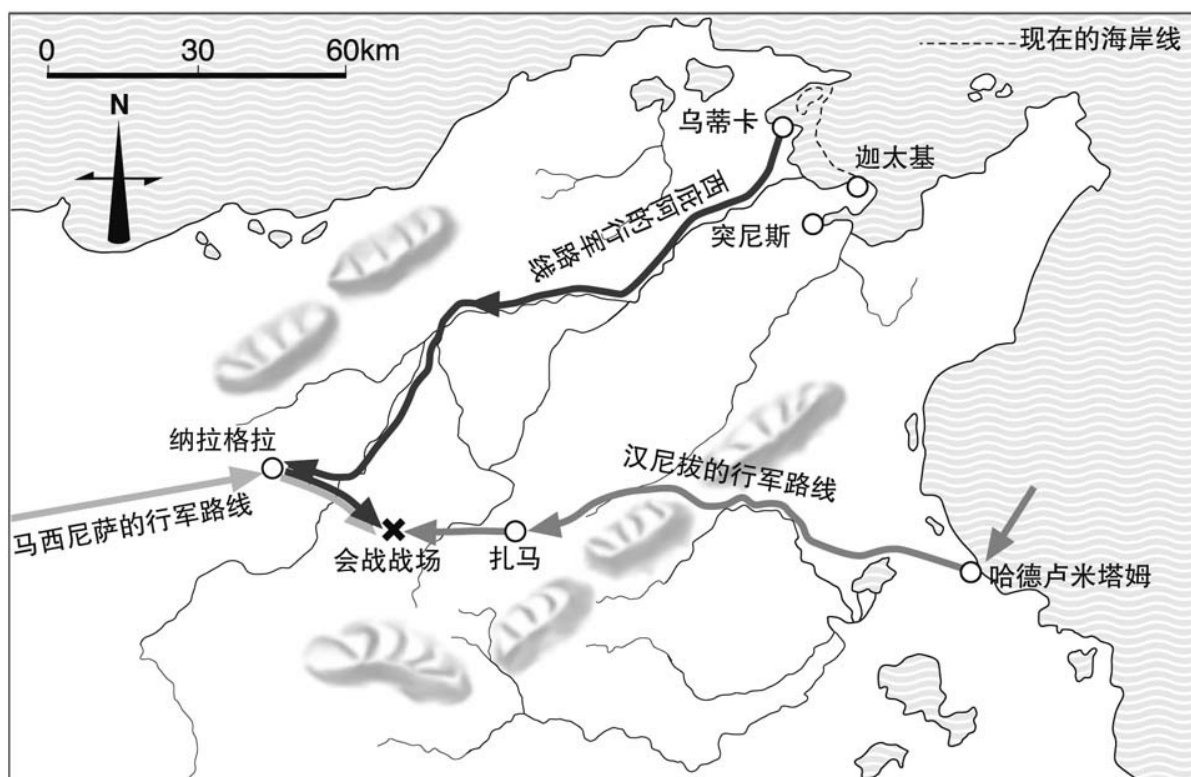 0 30 60km
现在的海岸线
N
乌蒂卡
迦太基
西庇阿的行军路线
突尼斯
纳拉格拉
汉尼拔的行军路线
马西尼萨的行军路线
会战战场
扎马
哈德卢米塔姆